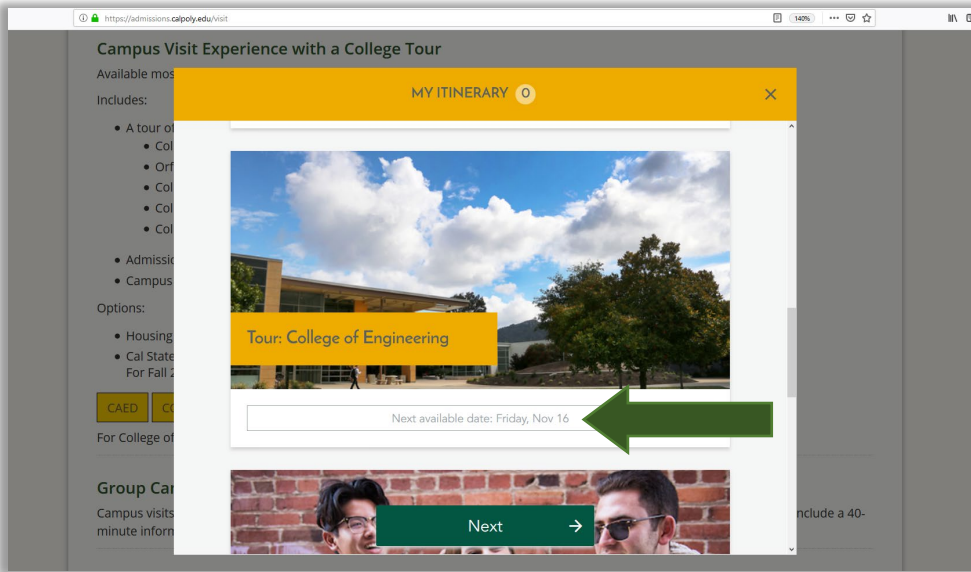 https://admissions.calpoly.edu/visit
140%
Campus Visit Experience with a College Tour
Available mos
Includes:
A tour of
Col
Orf
Col
Col
Col
Admissio
Campus
Options:
Housing
Cal State
For Fall 2
CAED
CO
For College of
Group Car
Campus visits
nclude a 40-
minute inform
MY ITINERARY 0
Tour: College of Engineering
Next available date: Friday, Nov 16
Next